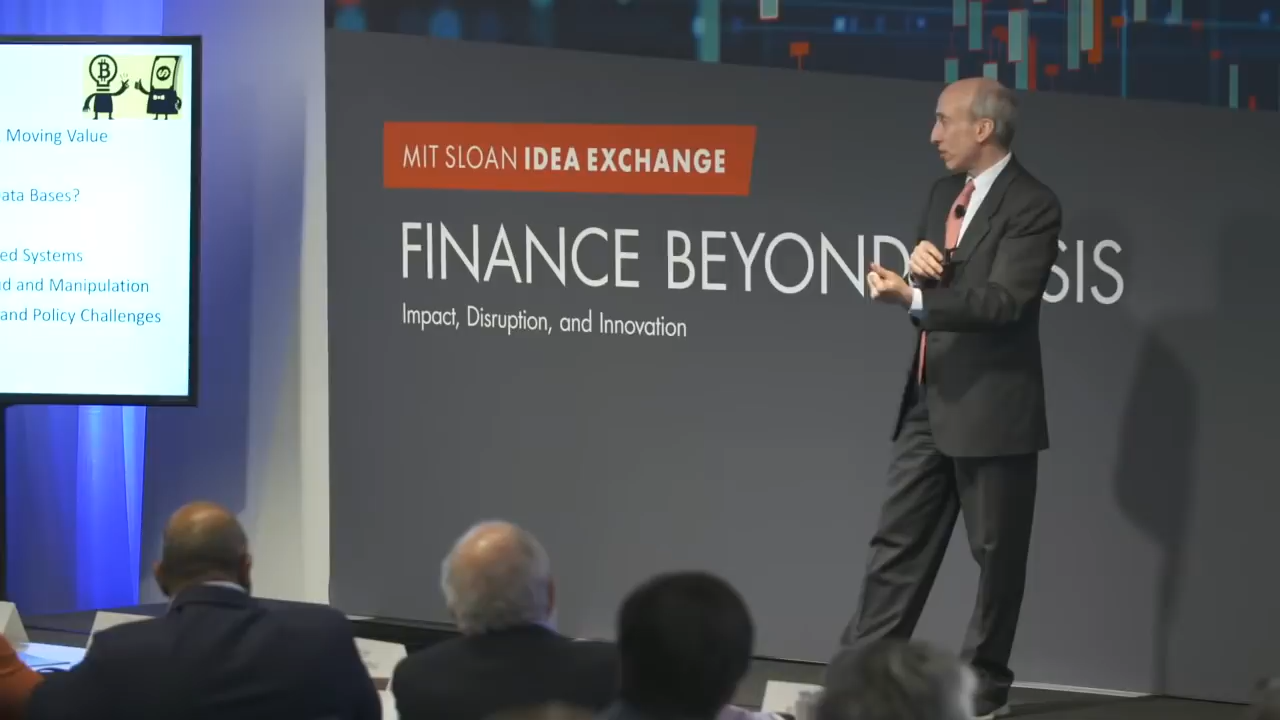 Moving Value
ata Bases?
ed Systems
d and Manipulation
and Policy Challenges
MIT SLOAN IDEA EXCHANGE
FINANCE BEYOND SIS
Impact, Disruption, and Innovation